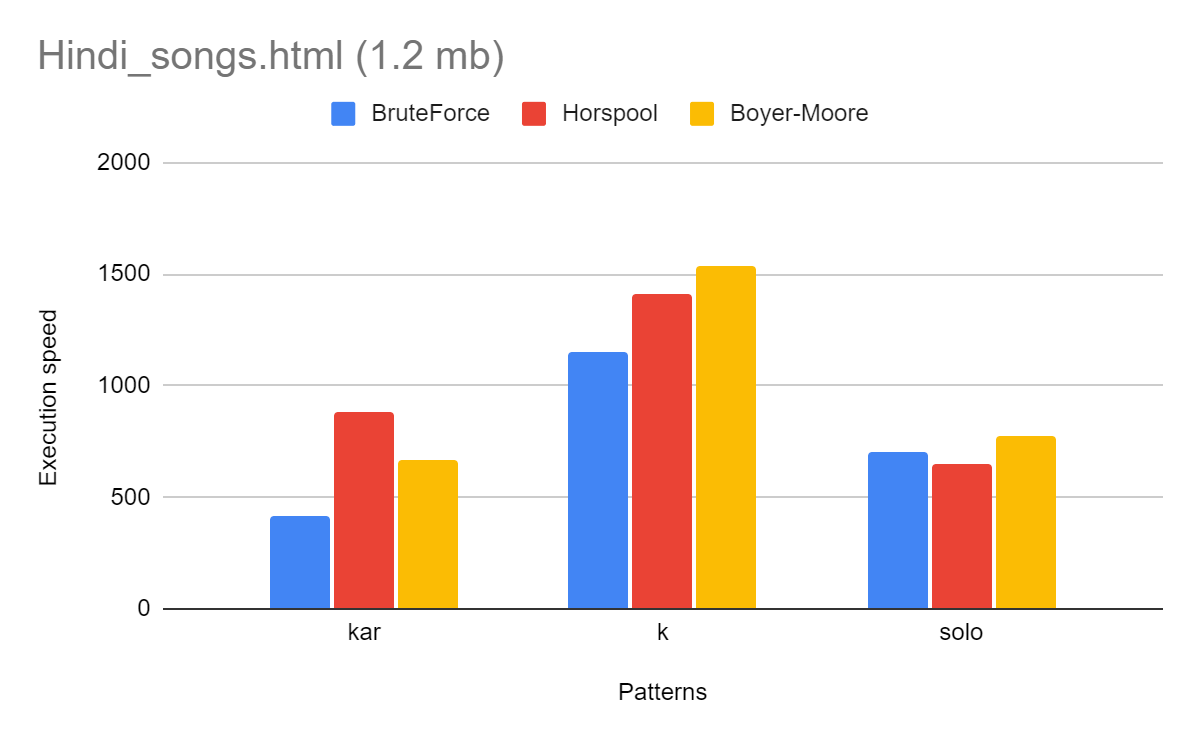 Hindi_songs.html (1.2 mb)
BruteForce Horspool Boyer-Moore
2000
1500
1000
500
0
Execution speed
kar k solo
Patterns